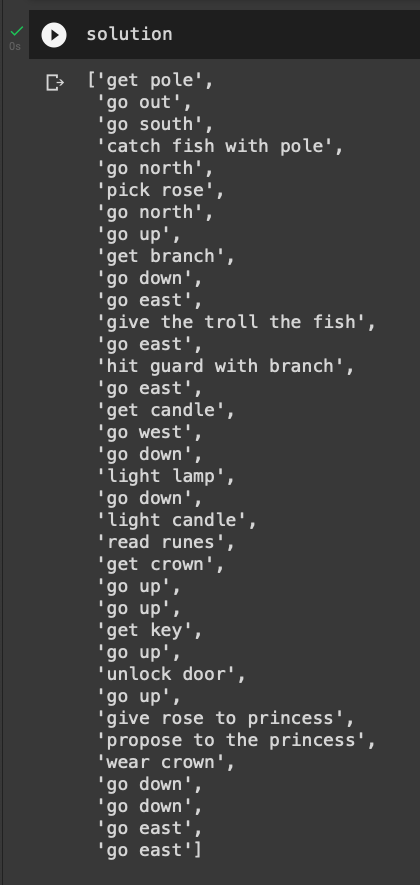 solution
0s
['get pole',
'go out',
'go south',
'catch fish with pole',
'go north',
'pick rose',
'go north',
'go up',
'get branch',
'go down',
'go east',
'give the troll the fish',
'go east',
'hit guard with branch',
'go east',
'get candle',
'go west',
'go down',
'light lamp',
'go down',
'light candle',
'read runes',
'get crown',
'go up',
'go up',
'get key',
'go up',
'unlock door',
'go up',
'give rose to princess',
'propose to the princess',
'wear crown',
'go down',
'go down',
'go east',
'go east']